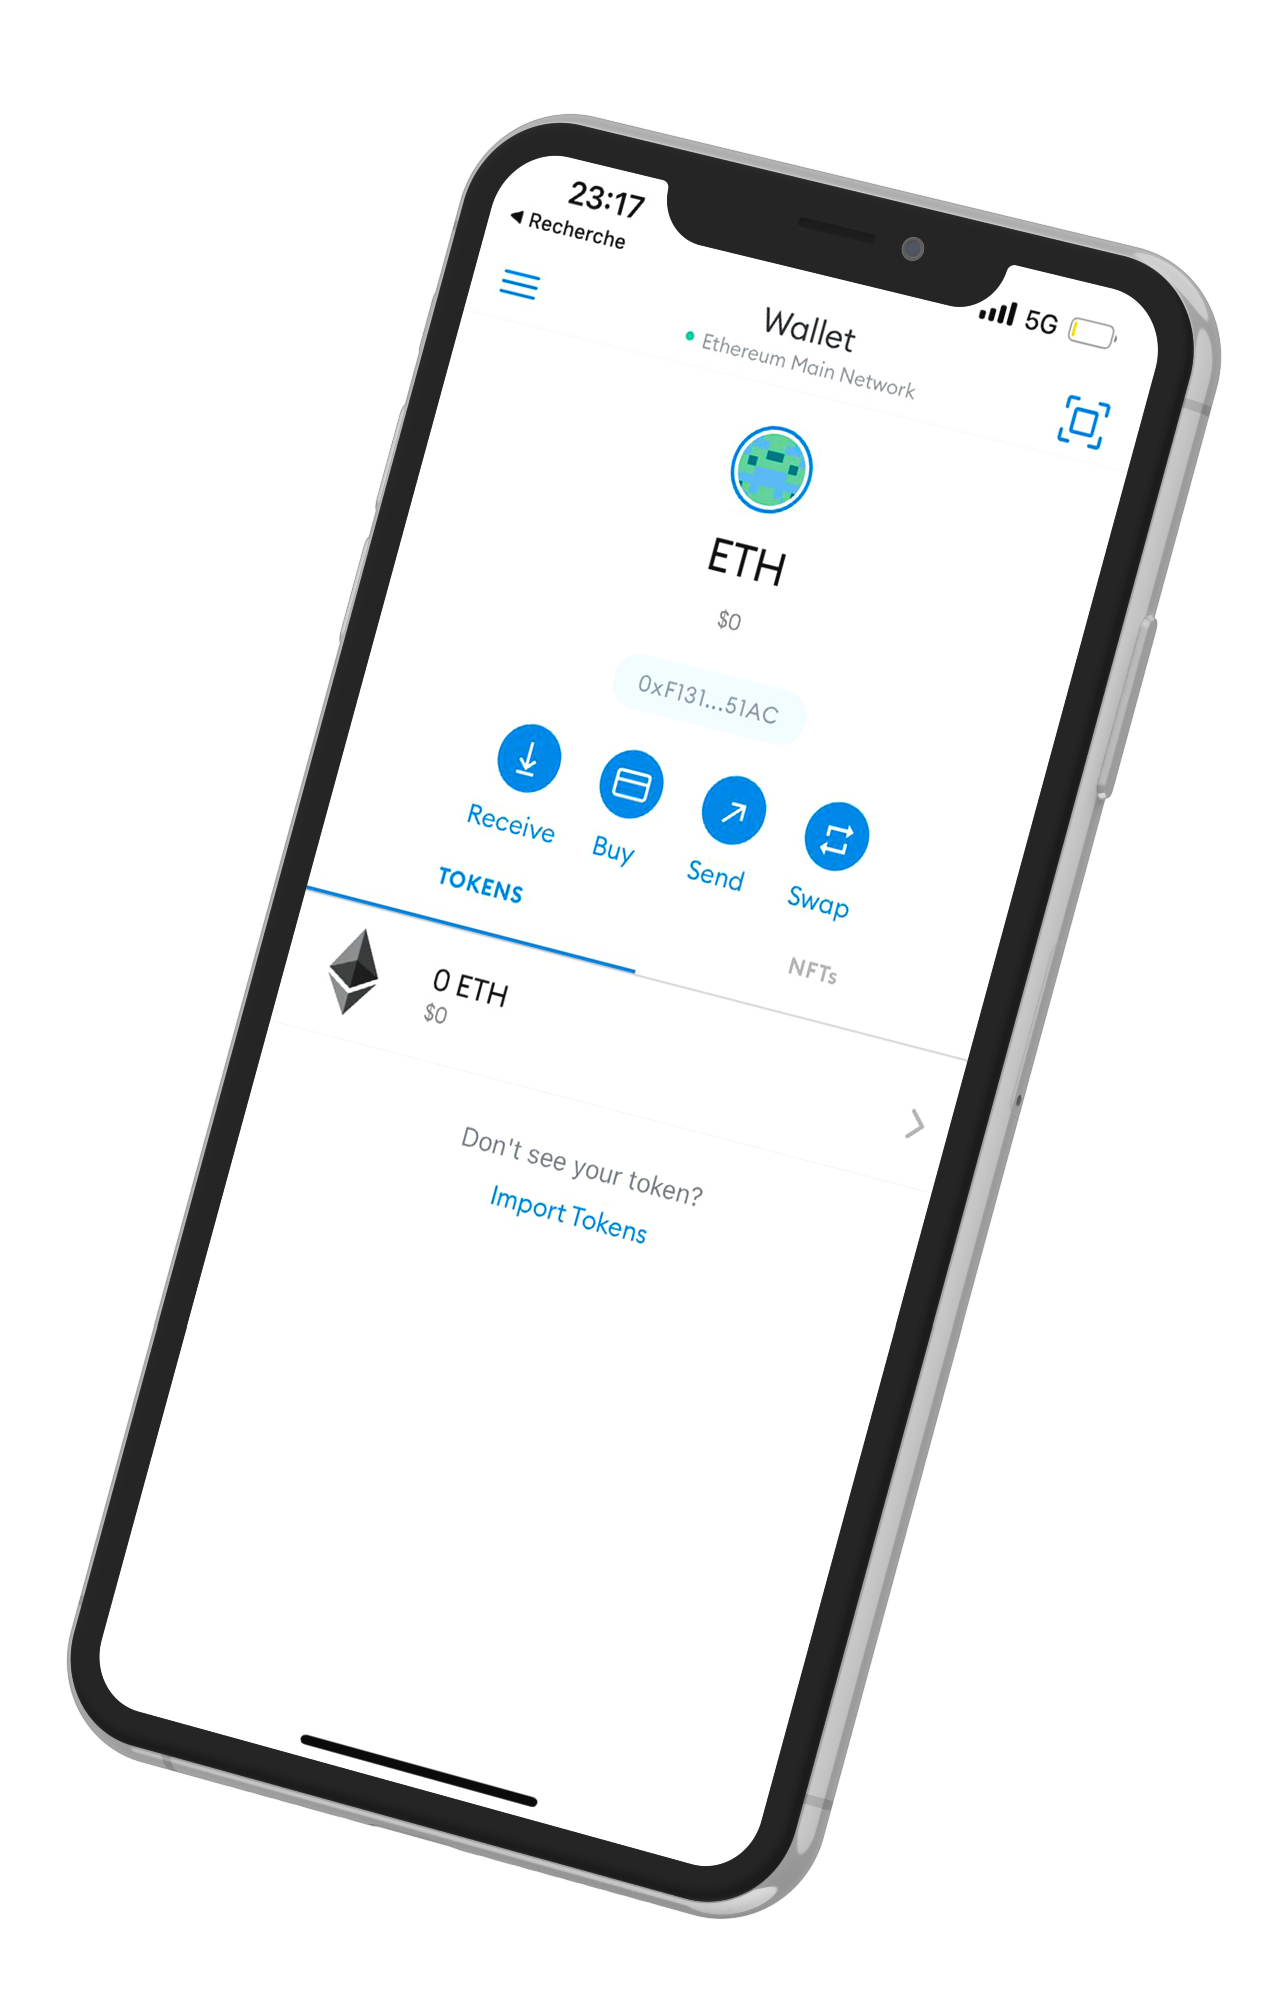 23:17
◀ Recherche
5G
Wallet
Ethereum Main Network
ETH
$0
0xF131...51AC
Receive
Buy
Send
Swap
TOKENS
NFTs
0 ETH
$0
Don't see your token?
Import Tokens